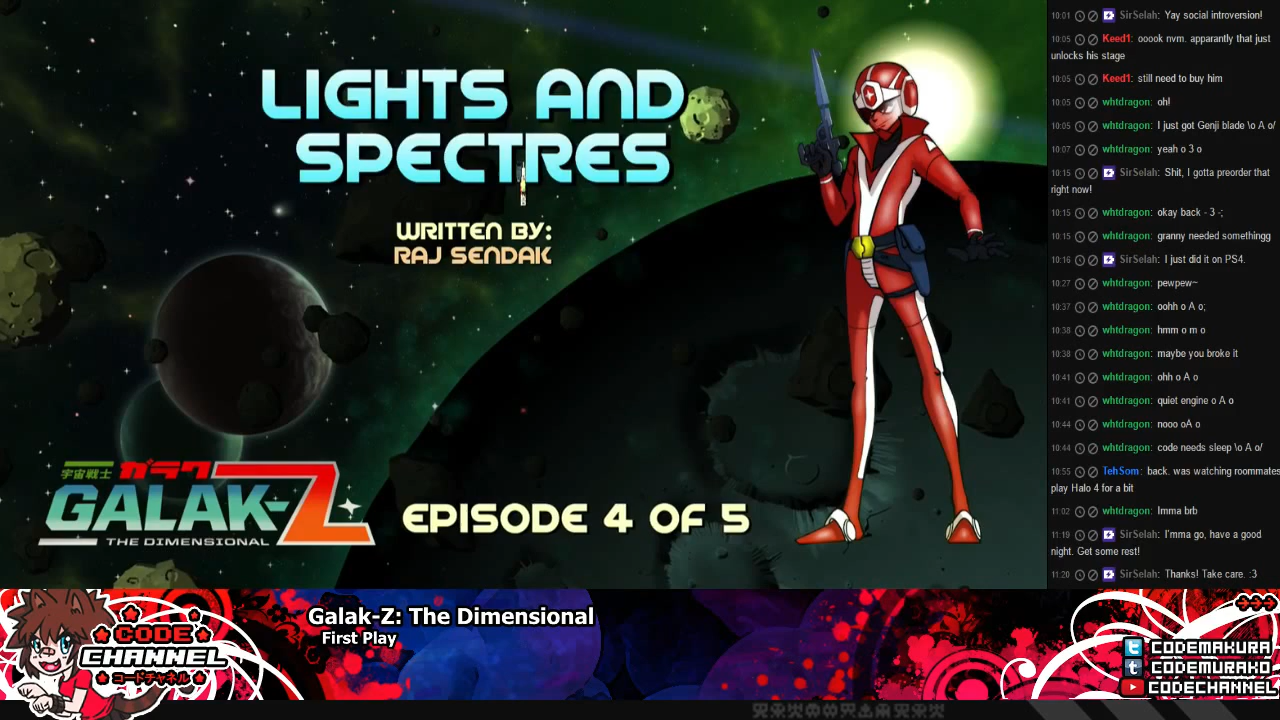 LIGHTS AND
SPECTRES
WRITTEN BY:
RAJ SENDAK
宇宙戦士 ガラク
GALAK-Z
THE DIMENSIONAL
EPISODE 4 OF 5
10:01 SirSelah: Yay social introversion!
10:05 Keed1: ooook nvm. apparantly that just
unlocks his stage
10:05 Keed1: still need to buy him
10:05 whtdragon: oh!
10:05 whtdragon: I just got Genji blade \o A o/
10:07 whtdragon: yeah o 3 o
10:15 SirSelah: Shit, I gotta preorder that
right now!
10:15 whtdragon: okay back - 3 -;
10:15 whtdragon: granny needed somethingg
10:16 SirSelah: I just did it on PS4.
10:27 whtdragon: pewpew~
10:37 whtdragon: oohh o A o;
10:38 whtdragon: hmm o m o
10:38 whtdragon: maybe you broke it
10:41 whtdragon: ohh o A o
10:41 whtdragon: quiet engine o A o
10:44 whtdragon: nooo oA o
10:44 whtdragon: code needs sleep \o A o/
10:55 TehSom: back. was watching roommates
play Halo 4 for a bit
11:02 whtdragon: Imma brb
11:19 SirSelah: I'mma go, have a good
night. Get some rest!
11:20 SirSelah: Thanks! Take care. :3
CODE
CHANNEL
コードチャンネル
Galak-Z: The Dimensional
First Play
CODEMAKURA
CODEMURAKO
CODECHANNEL